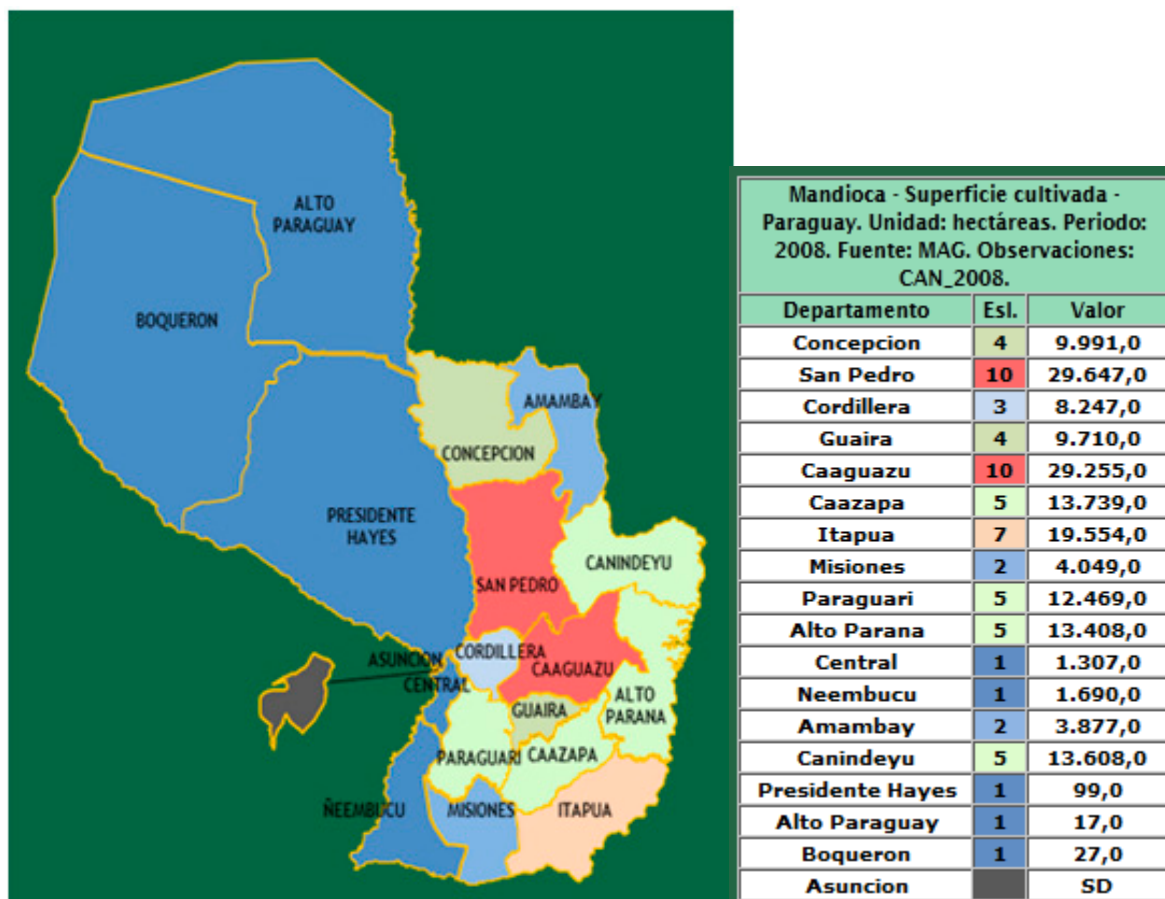 ALTO
PARAGUAY
BOQUERON
AMAMBAY
CONCEPCION
PRESIDENTE
HAYES
CANINDEYU
SAN PEDRO
CORDILLERA
ASUNCION
CAAGUAZU
CENTRAL
ALTO
PARANA
GUAIRA
PARAGUARI
CAAZAPA
ÑEEMBUCU
MISIONES
ITAPUA
Mandioca - Superficie cultivada -
Paraguay. Unidad: hectáreas. Periodo:
2008. Fuente: MAG. Observaciones:
CAN_2008.
Departamento Esl. Valor
Concepcion 4 9.991,0
San Pedro 10 29.647,0
Cordillera 3 8.247,0
Guaira 4 9.710,0
Caaguazu 10 29.255,0
Caazapa 5 13.739,0
Itapua 7 19.554,0
Misiones 2 4.049,0
Paraguari 5 12.469,0
Alto Parana 5 13.408,0
Central 1 1.307,0
Neembucu 1 1.690,0
Amambay 2 3.877,0
Canindeyu 5 13.608,0
Presidente Hayes 1 99,0
Alto Paraguay 1 17,0
Boqueron 1 27,0
Asuncion SD